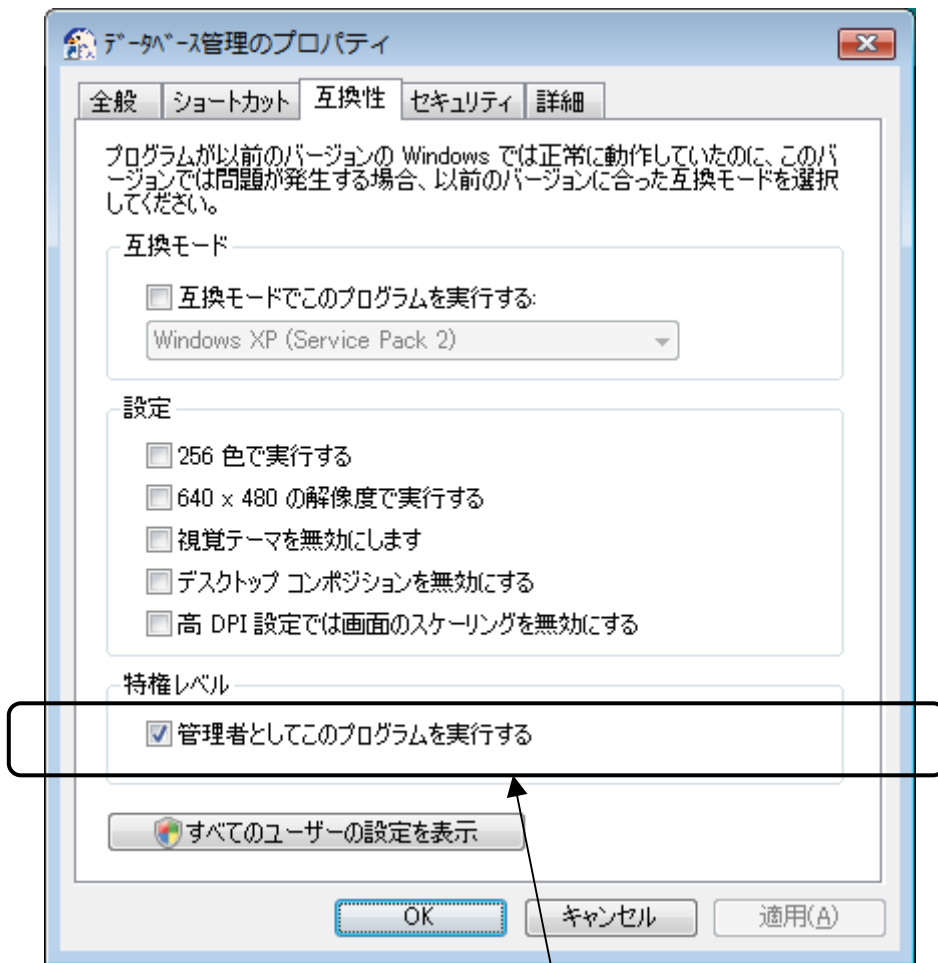 データベース管理のプロパティ
全般 ショートカット 互換性 セキュリティ 詳細
プログラムが以前のバージョンの Windows では正常に動作していたのに、このバ
ージョンでは問題が発生する場合、以前のバージョンに合った互換モードを選択
してください。
互換モード
互換モードでこのプログラムを実行する:
Windows XP (Service Pack 2)
設定
256 色で実行する
640 x 480 の解像度で実行する
視覚テーマを無効にします
デスクトップ コンポジションを無効にする
高 DPI 設定では画面のスケーリングを無効にする
特権レベル
管理者としてこのプログラムを実行する
すべてのユーザーの設定を表示
OK キャンセル 適用(A)